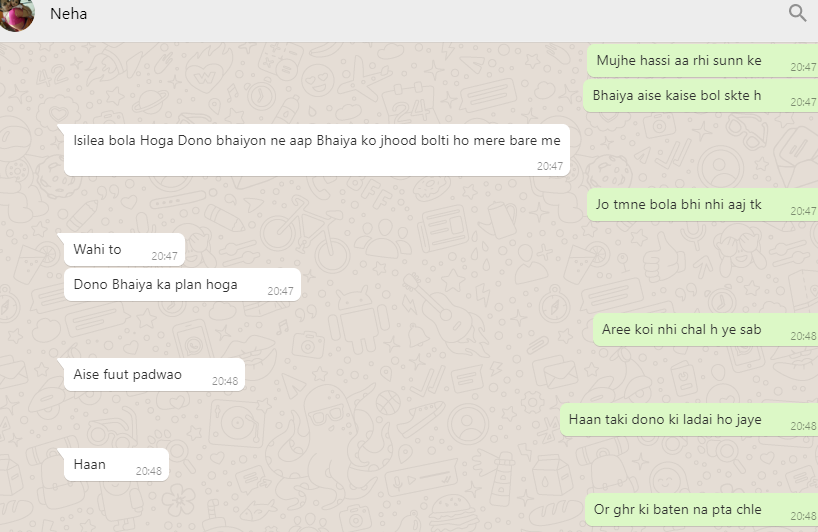 Neha
Mujhe hassi aa rhi sunn ke
20:47
Bhaiya aise kaise bol skte h
20:47
Isilea bola Hoga Dono bhaiyon ne aap Bhaiya ko jhood bolti ho mere bare me
20:47
Jo tmne bola bhi nhi aaj tk
20:47
Wahi to
20:47
Dono Bhaiya ka plan hoga
20:47
Aree koi nhi chal h ye sab
20:48
Aise fuut padwao
20:48
Haan taki dono ki ladai ho jaye
20:48
Haan
20:48
Or ghr ki baten na pta chle
20:48